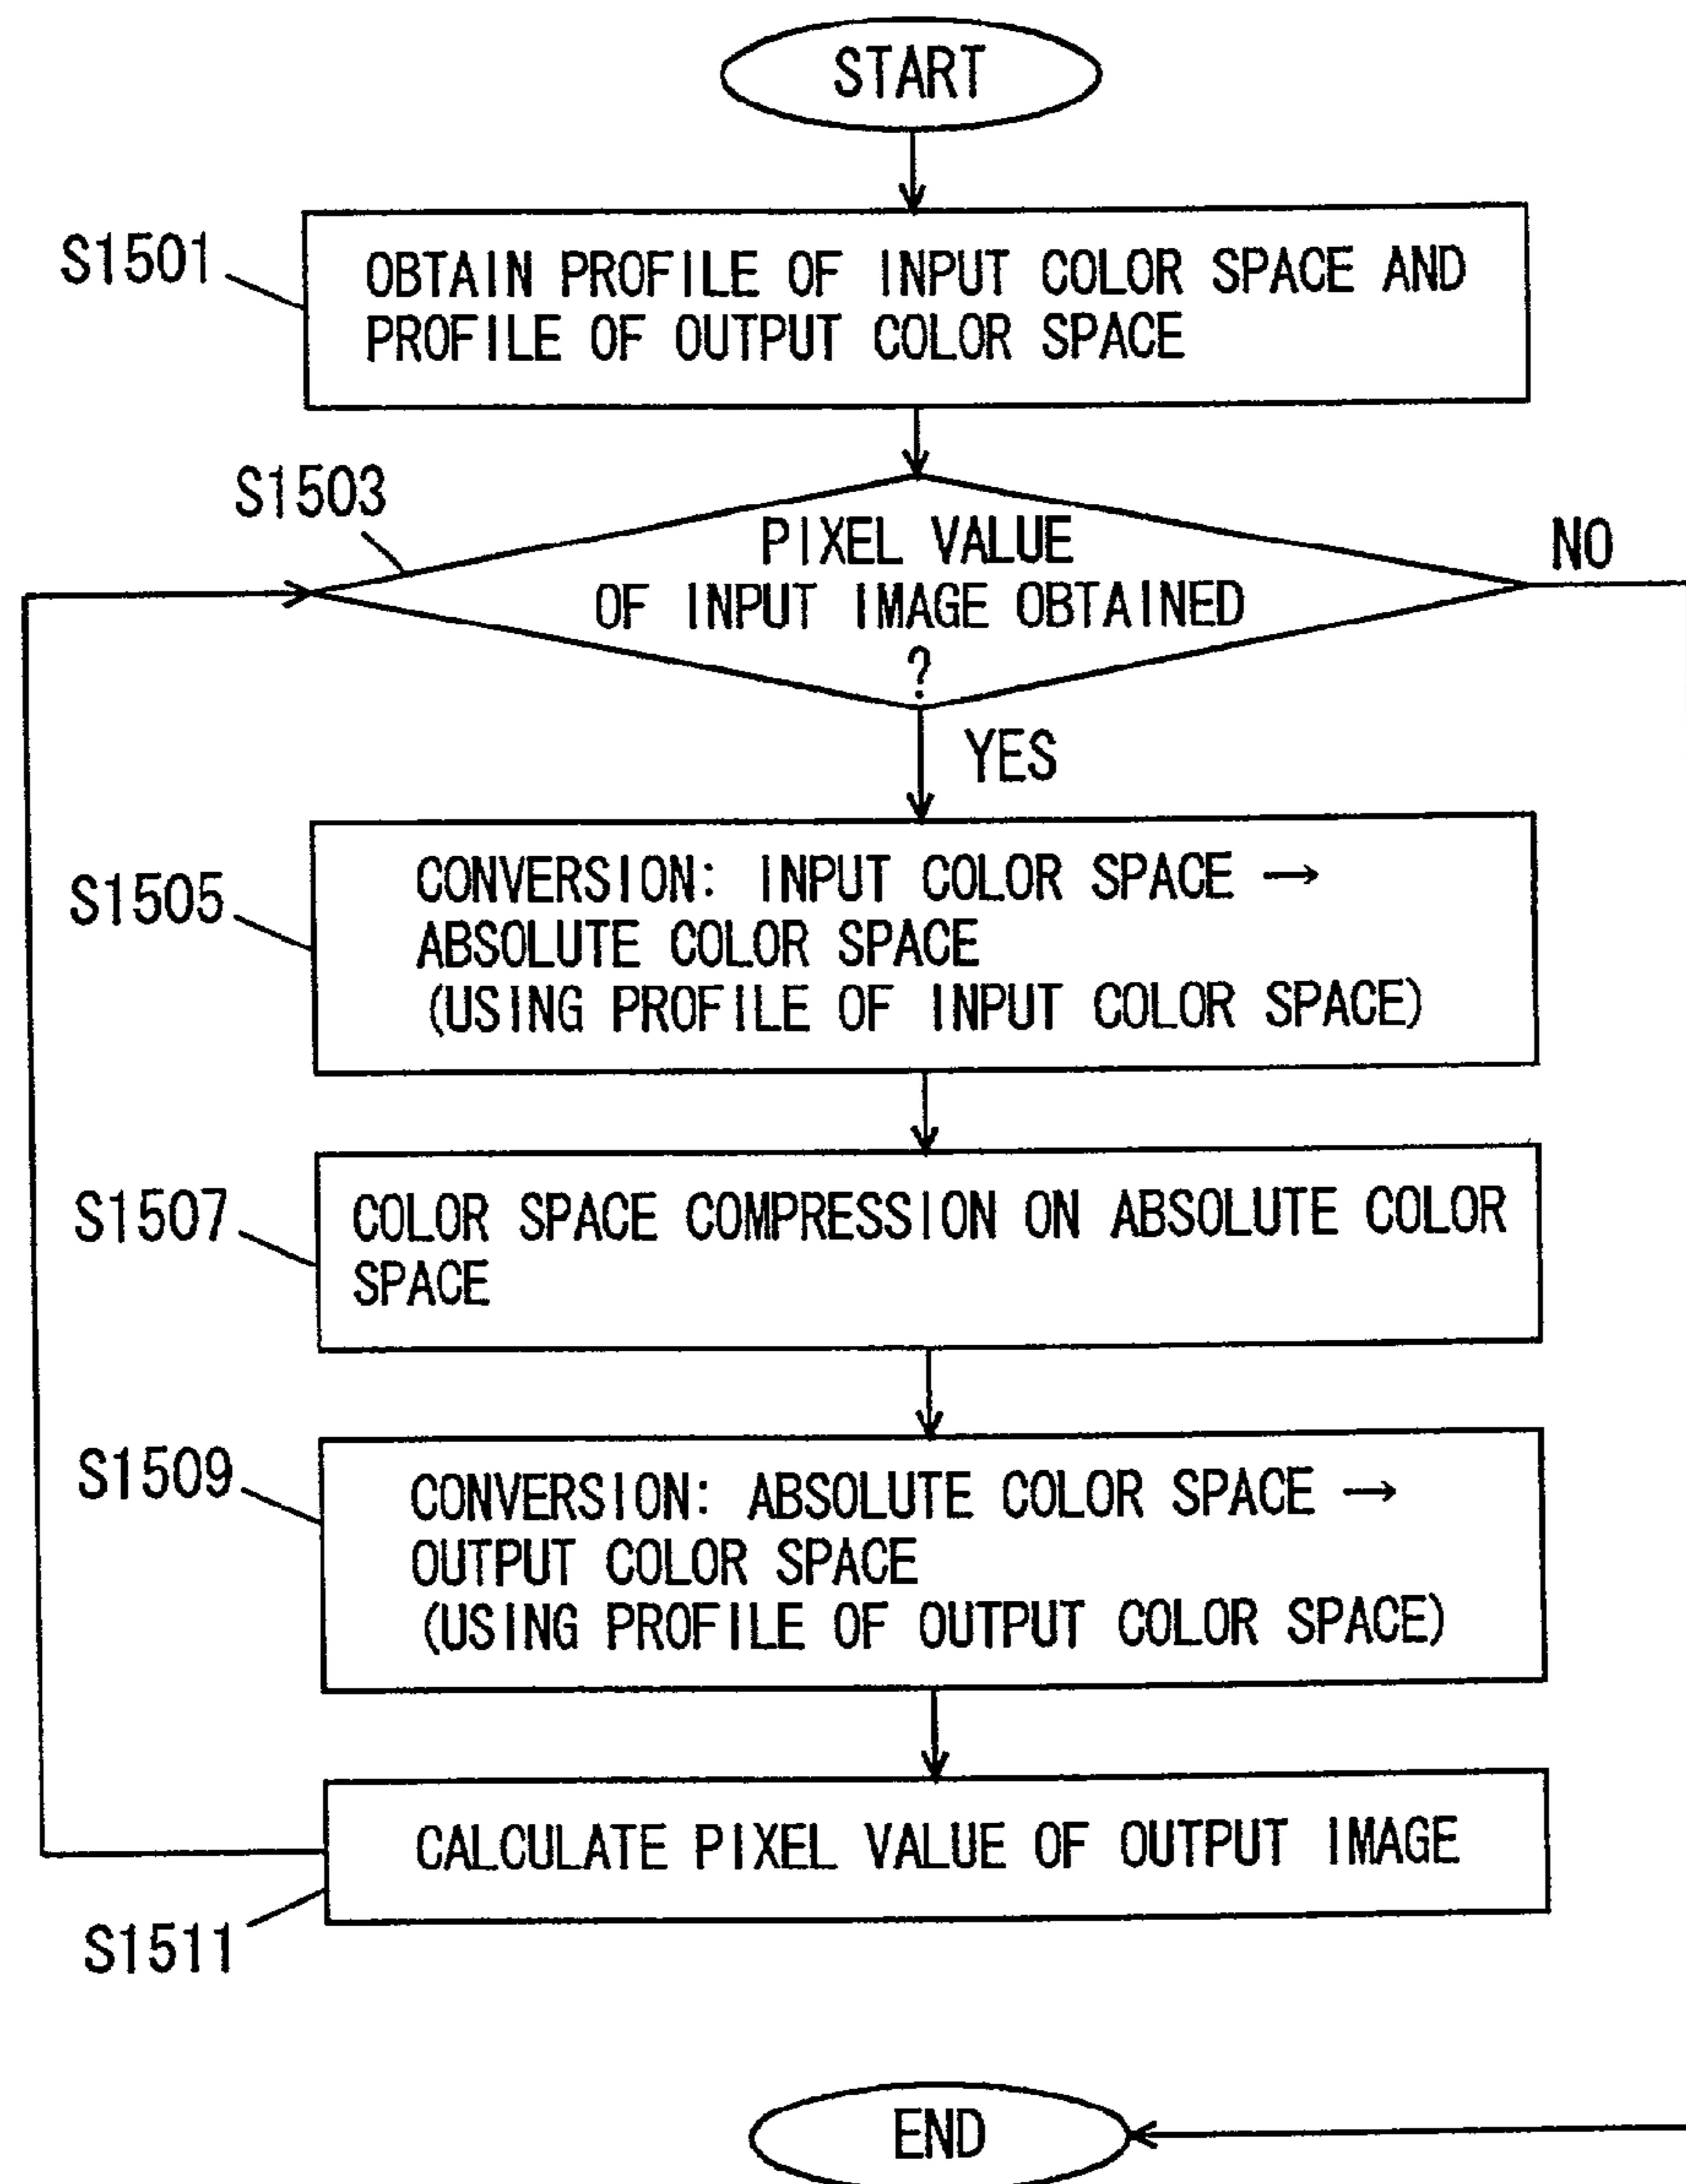 START
S1501
OBTAIN PROFILE OF INPUT COLOR SPACE AND
PROFILE OF OUTPUT COLOR SPACE
S1503
PIXEL VALUE
OF INPUT IMAGE OBTAINED
?
NO
YES
S1505
CONVERSION: INPUT COLOR SPACE →
ABSOLUTE COLOR SPACE
(USING PROFILE OF INPUT COLOR SPACE)
S1507
COLOR SPACE COMPRESSION ON ABSOLUTE COLOR
SPACE
S1509
CONVERSION: ABSOLUTE COLOR SPACE →
OUTPUT COLOR SPACE
(USING PROFILE OF OUTPUT COLOR SPACE)
CALCULATE PIXEL VALUE OF OUTPUT IMAGE
S1511
END